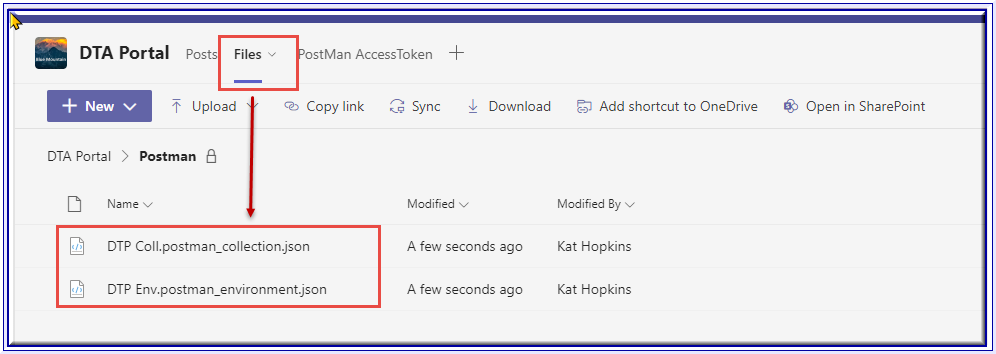 Blue Mountain
DTA Portal Posts Files PostMan AccessToken
New Upload Copy link Sync Download Add shortcut to OneDrive Open in SharePoint
DTA Portal > Postman
Name Modified Modified By
DTP Coll.postman_collection.json A few seconds ago Kat Hopkins
DTP Env.postman_environment.json A few seconds ago Kat Hopkins